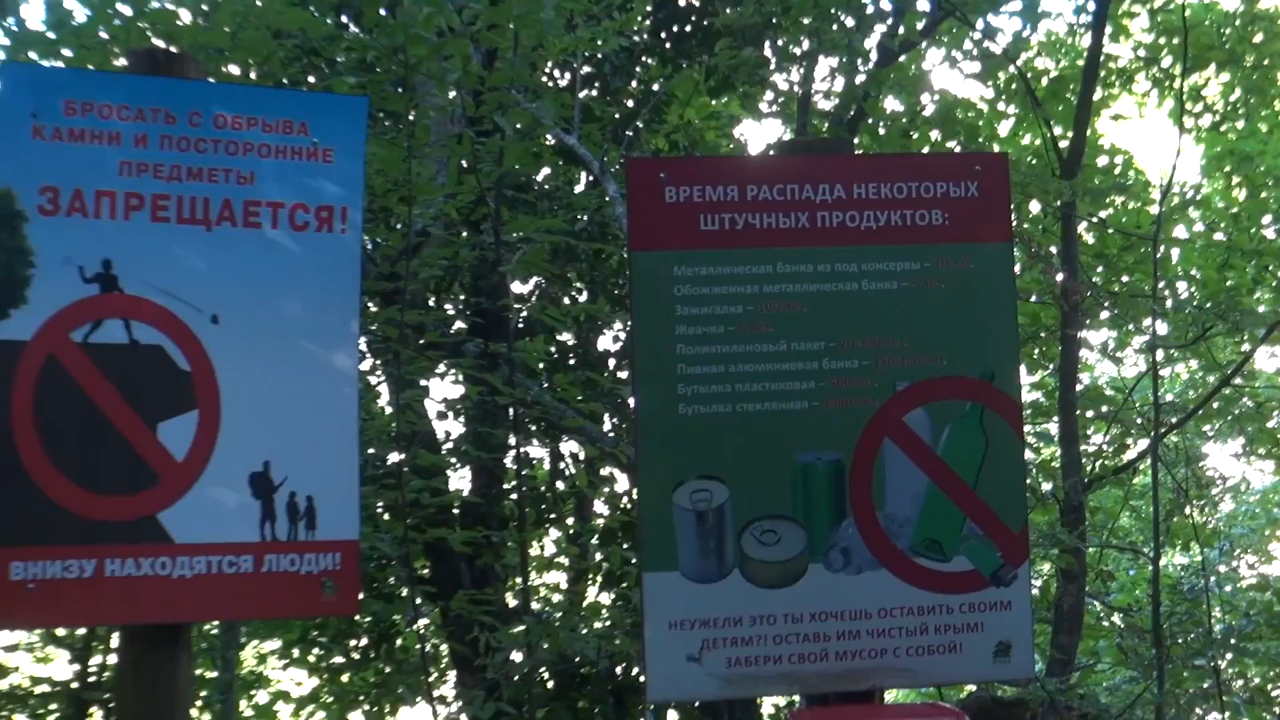 БРОСАТЬ С ОБРЫВА
КАМНИ И ПОСТОРОННИЕ
ПРЕДМЕТЫ
ЗАПРЕЩАЕТСЯ!
ВНИЗУ НАХОДЯТСЯ ЛЮДИ!
ВРЕМЯ РАСПАДА НЕКОТОРЫХ
ШТУЧНЫХ ПРОДУКТОВ:
Металлическая банка из под консервы –
Обожженная металлическая банка –
Зажигалка – 100 лет.
Жвачка –
Полиэтиленовый пакет –
Пивная алюминиевая банка –
Бутылка пластиковая –
Бутылка стеклянная –
НЕУЖЕЛИ ЭТО ТЫ ХОЧЕШЬ ОСТАВИТЬ СВОИМ
ДЕТЯМ?! ОСТАВЬ ИМ ЧИСТЫЙ КРЫМ!
ЗАБЕРИ СВОЙ МУСОР С СОБОЙ!